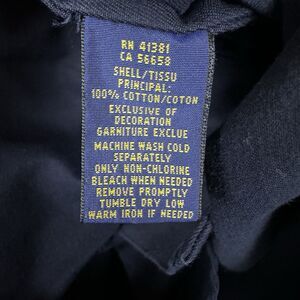 RN 41381
CA 56658
SHELL/TISSU
PRINCIPAL:
100% COTTON/COTON
EXCLUSIVE OF
DECORATION
GARNITURE EXCLUE
MACHINE WASH COLD
SEPARATELY
ONLY NON-CHLORINE
BLEACH WHEN NEEDED
REMOVE PROMPTLY
TUMBLE DRY LOW
WARM IRON IF NEEDED